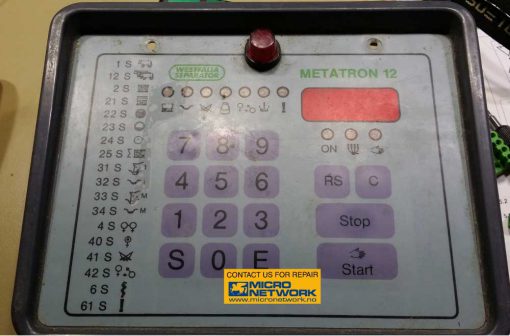 WESTFALIA
SEPARATOR
METATRON 12
1 S
12 S
2 S
21 S
22 S
23 S
24 S
25 S Σ
31 S
32 S
33 S M
34 S M
4 S
40 S
41 S
42 S
6 S
61 S
ON
7 8 9
4 5 6
1 2 3
S 0 E
RS C
Stop
Start
CONTACT US FOR REPAIR
MICRO
NETWORK
www.micronetwork.no